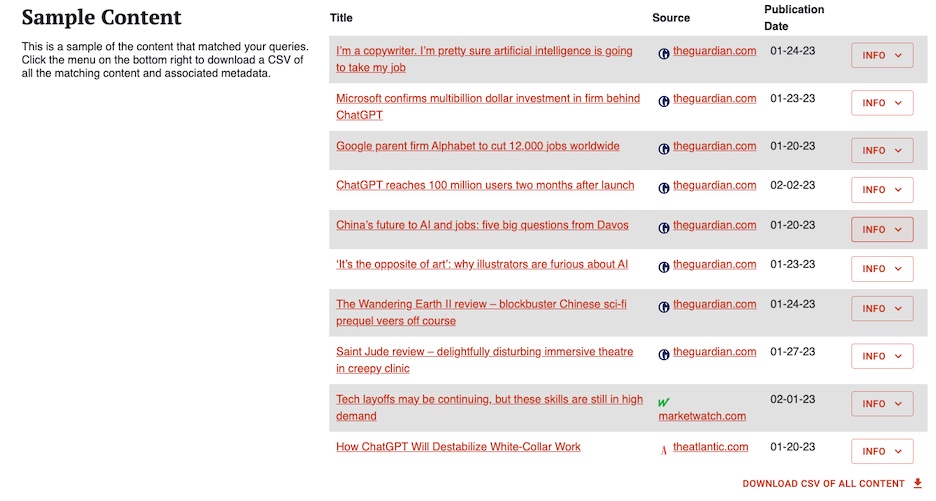 Sample Content
This is a sample of the content that matched your queries.
Click the menu on the bottom right to download a CSV of
all the matching content and associated metadata.
Title Source Publication
Date
I'm a copywriter. I'm pretty sure artificial intelligence is going
to take my job
theguardian.com 01-24-23 INFO
Microsoft confirms multibillion dollar investment in firm behind
ChatGPT
theguardian.com 01-23-23 INFO
Google parent firm Alphabet to cut 12,000 jobs worldwide theguardian.com 01-20-23 INFO
ChatGPT reaches 100 million users two months after launch theguardian.com 02-02-23 INFO
China's future to AI and jobs: five big questions from Davos theguardian.com 01-20-23 INFO
‘It’s the opposite of art’: why illustrators are furious about AI theguardian.com 01-23-23 INFO
The Wandering Earth II review – blockbuster Chinese sci-fi
prequel veers off course
theguardian.com 01-24-23 INFO
Saint Jude review – delightfully disturbing immersive theatre
in creepy clinic
theguardian.com 01-27-23 INFO
Tech layoffs may be continuing, but these skills are still in high
demand
marketwatch.com 02-01-23 INFO
How ChatGPT Will Destabilize White-Collar Work theatlantic.com 01-20-23 INFO
DOWNLOAD CSV OF ALL CONTENT